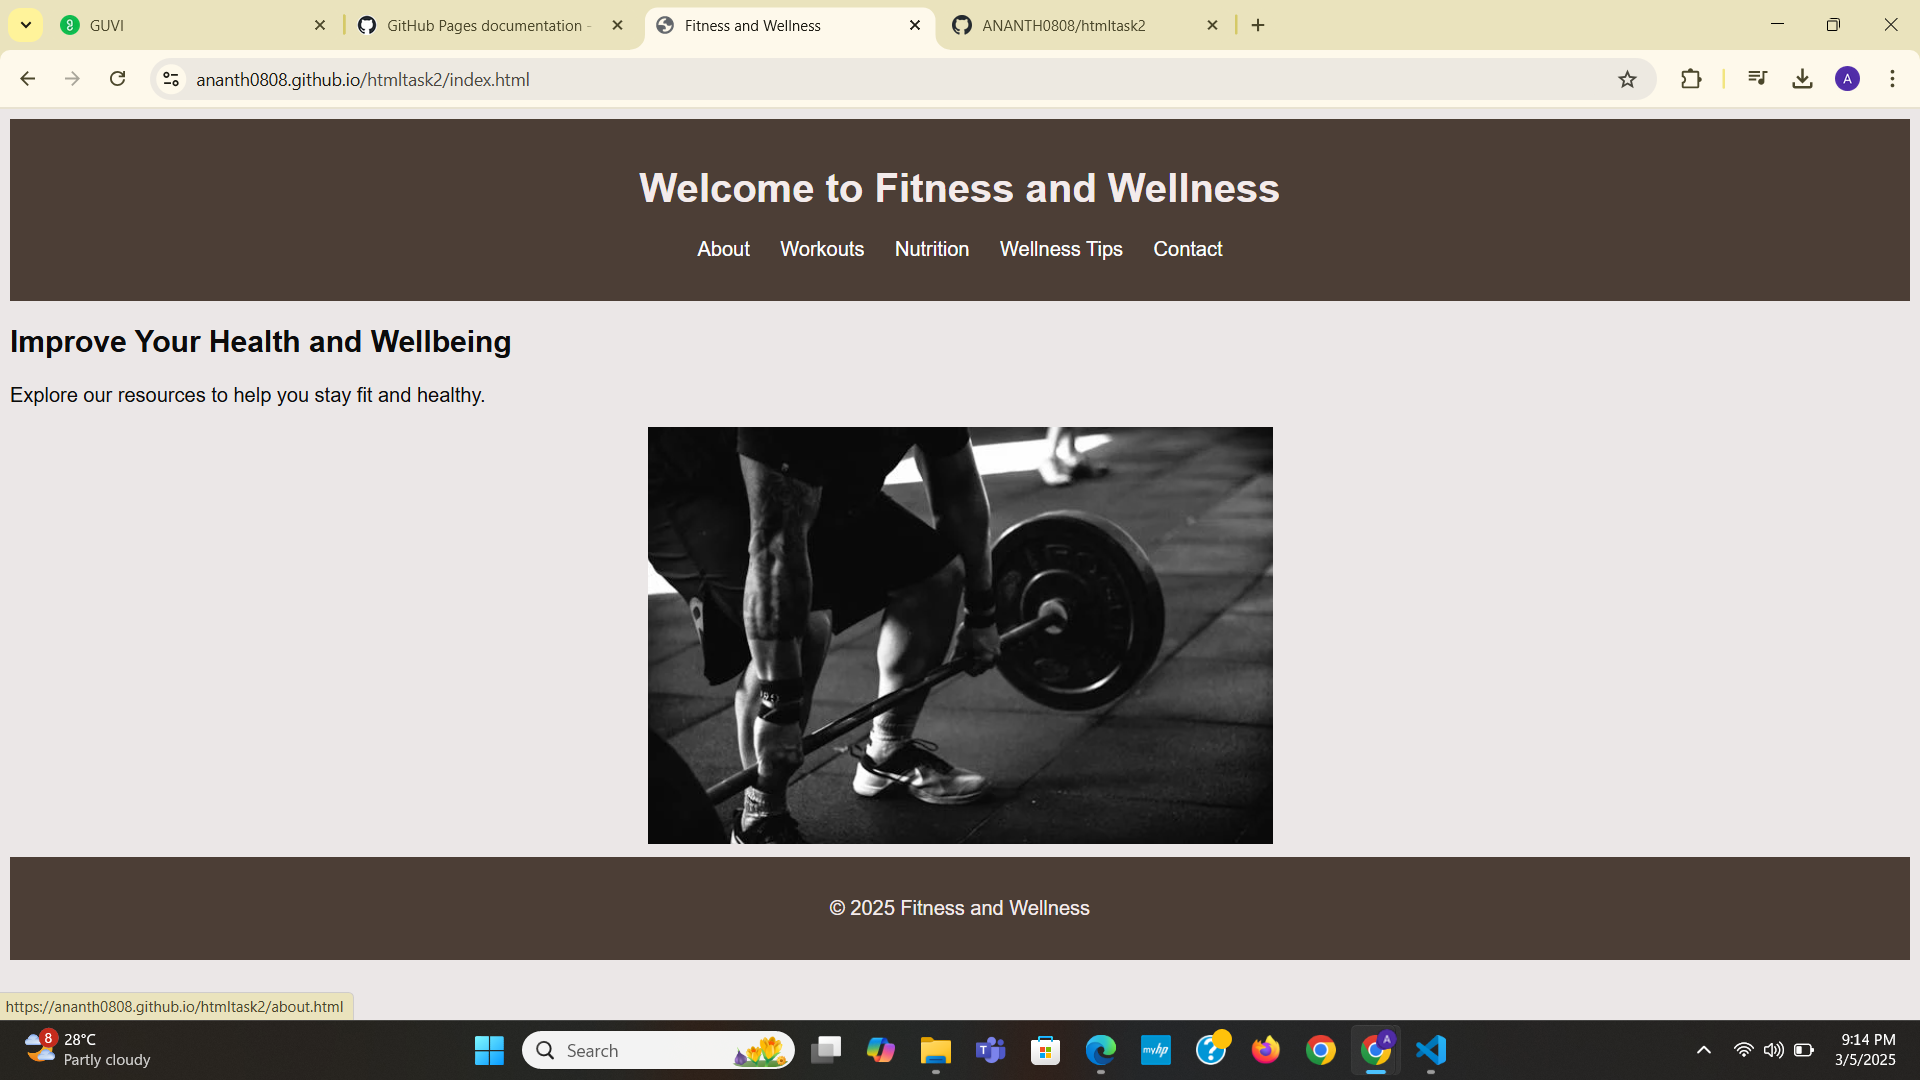 GUVI
GitHub Pages documentation -
Fitness and Wellness
ANANTH0808/htmltask2
ananth0808.github.io/htmltask2/index.html
A
Welcome to Fitness and Wellness
About Workouts Nutrition Wellness Tips Contact
Improve Your Health and Wellbeing
Explore our resources to help you stay fit and healthy.
© 2025 Fitness and Wellness
https://ananth0808.github.io/htmltask2/about.html
8
28°C
Partly cloudy
Search
myhp
A
9:14 PM
3/5/2025